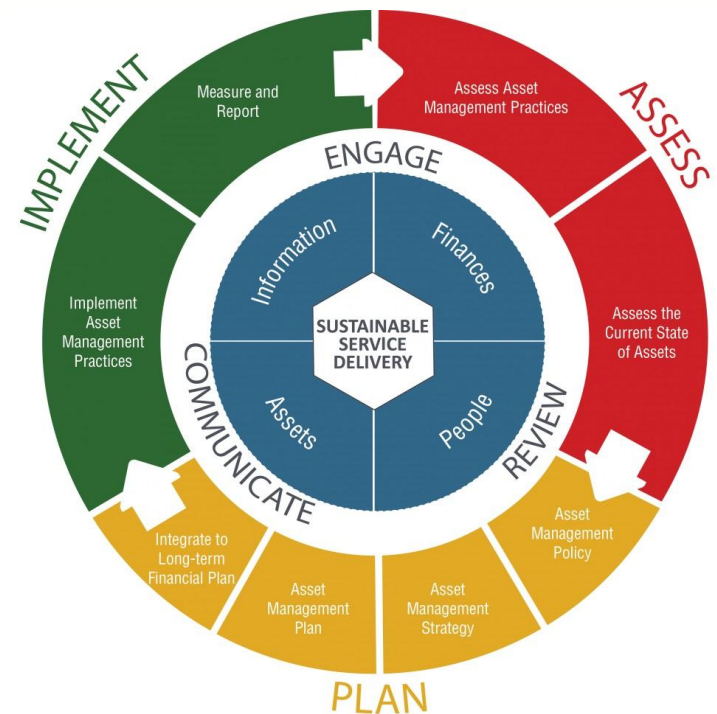 IMPLEMENT
ASSESS
PLAN
Measure and
Report
Assess Asset
Management Practices
Assess the
Current State
of Assets
Asset
Management
Policy
Asset
Management
Strategy
Asset
Management
Plan
Integrate to
Long-term
Financial Plan
Implement
Asset
Management
Practices
ENGAGE
REVIEW
COMMUNICATE
Information
Finances
People
Assets
SUSTAINABLE
SERVICE
DELIVERY